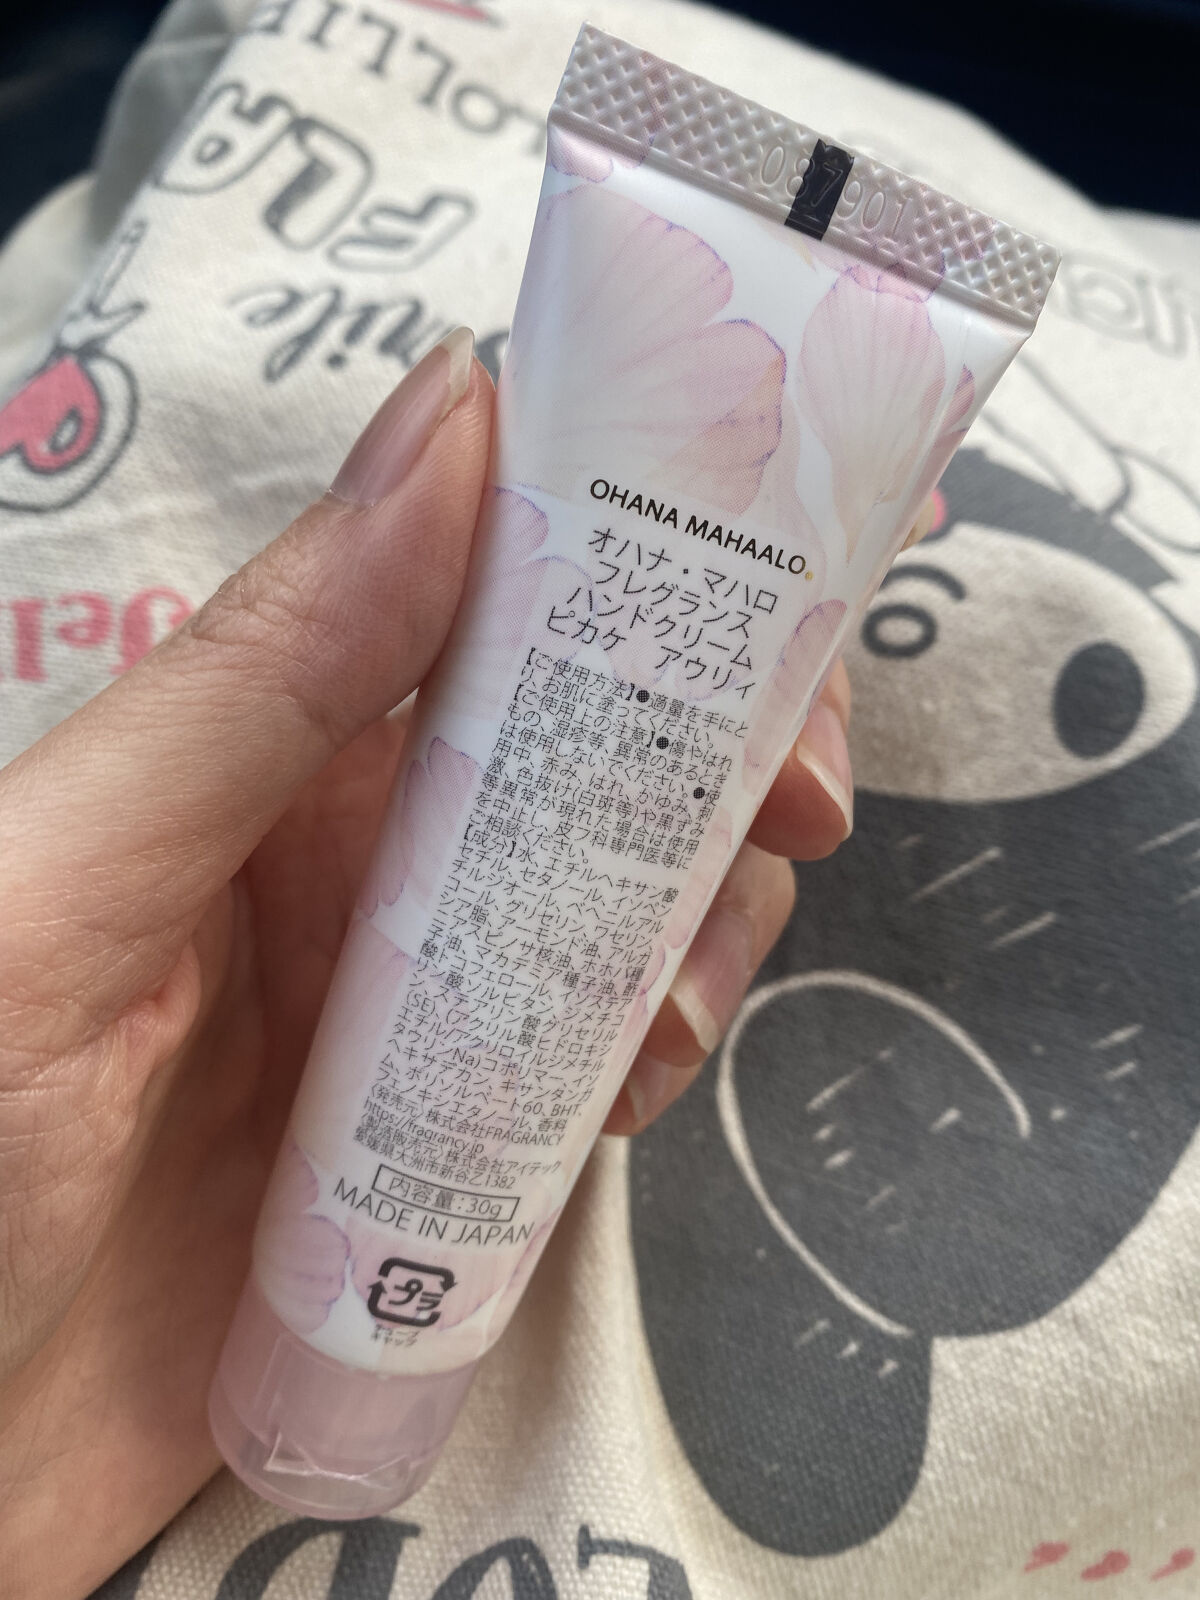 087901
OHANA MAHAALO
オハナ・マハロ
フレグランス
ハンドクリーム
ピカケ アウリィ
【ご使用方法】●適量を手にと
り、お肌に塗ってください。
【ご使用上の注意】●傷やはれ
もの、湿疹等、異常のあるとき
は使用しないでください。●使
用中、赤み、はれ、かゆみ、刺
激、色抜け(白斑等)や黒ずみ
等異常が現れた場合は使用
を中止し、皮フ科専門医等に
ご相談ください。
【成分】水、エチルヘキサン酸
セチル、セタノール、イソペン
チルジオール、ベヘニルアル
コール、グリセリン、ワセリン、
シア脂、アーモンド油、アルガ
ニアスピノサ核油、ホホバ種
子油、マカデミア種子油、酢
酸トコフェロール、イソステア
リン酸ソルビタン、ジメチコ
ン、ステアリン酸グリセリル
(SE)、(アクリル酸ヒドロキシ
エチル/アクリロイルジメチル
タウリンNa)コポリマー、イソ
ヘキサデカン、キサンタンガ
ム、ポリソルベート60、BHT、
フェノキシエタノール、香料
〈発売元〉株式会社FRAGRANCY
https://fragrancy.jp
〈製造販売元〉株式会社アイテック
愛媛県大洲市新谷乙1382
内容量:30g
MADE IN JAPAN
プラ
チューブ
キャップ